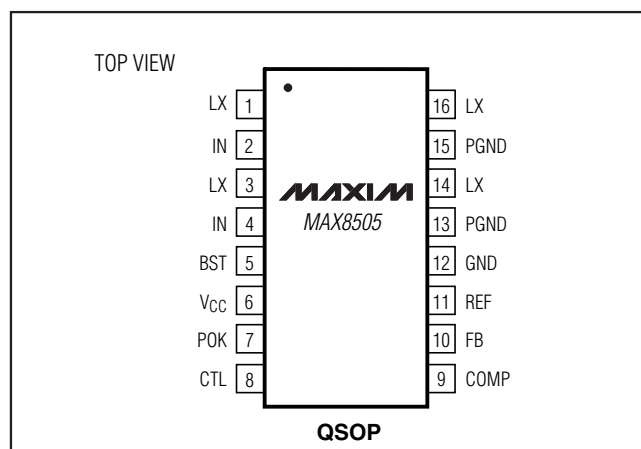 TOP VIEW
LX 1 16 LX
IN 2 15 PGND
LX 3 14 LX
MAXIM
IN 4 MAX8505 13 PGND
BST 5 12 GND
VCC 6 11 REF
POK 7 10 FB
CTL 8 9 COMP
QSOP